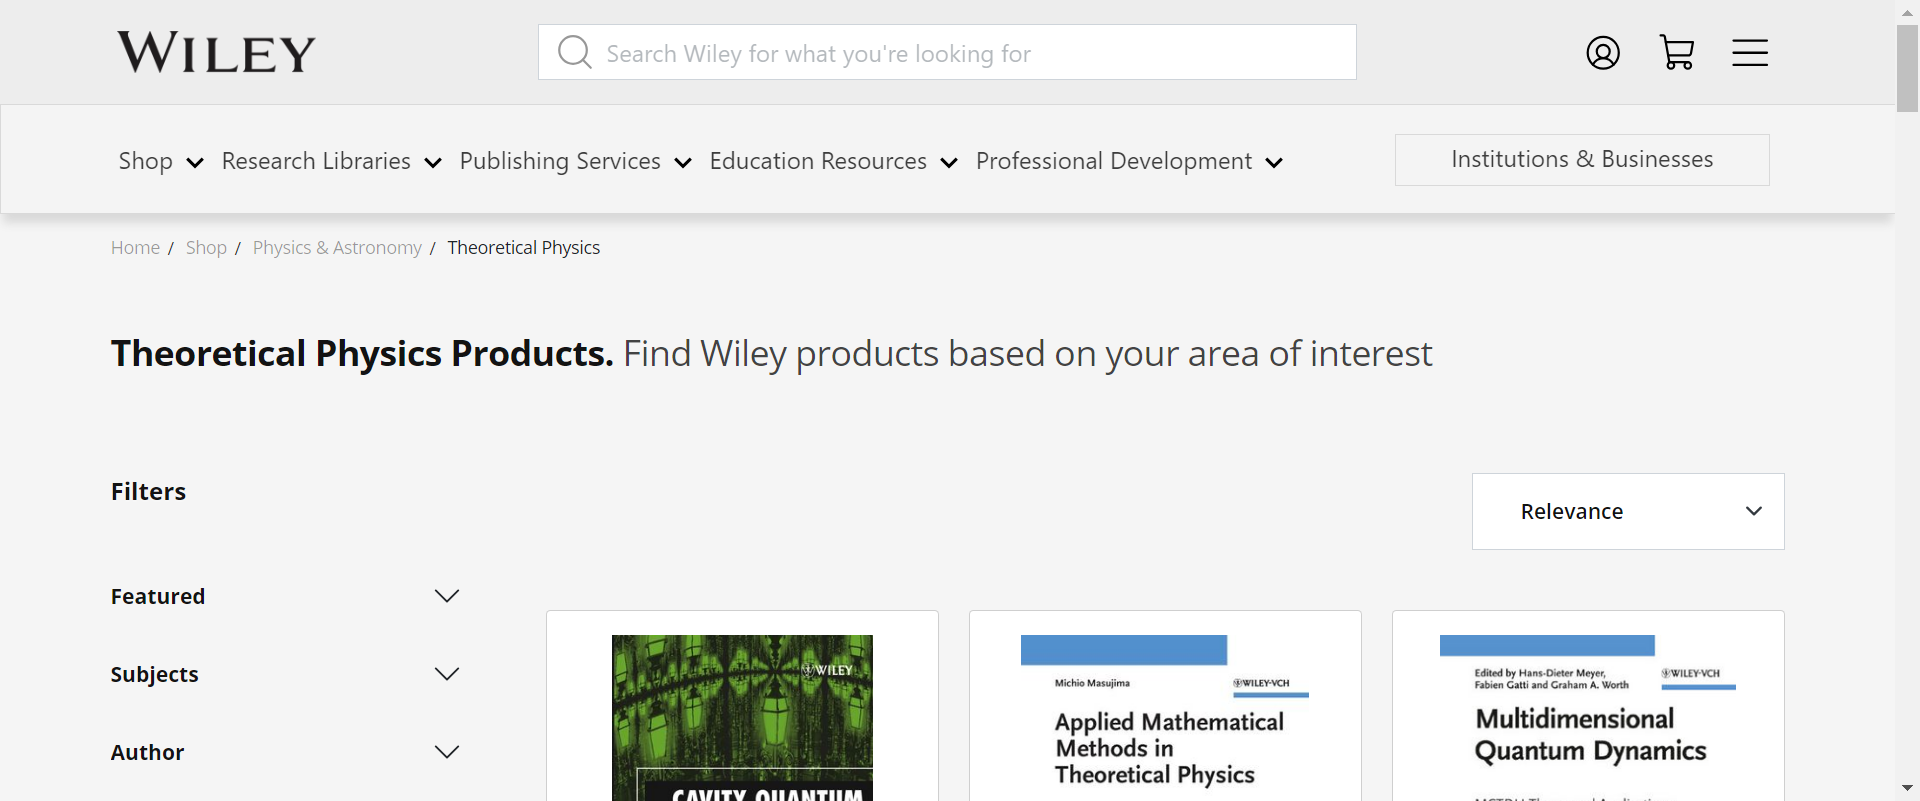 WILEY
Search Wiley for what you're looking for
Shop
Research Libraries
Publishing Services
Education Resources
Professional Development
Institutions & Businesses
Home / Shop / Physics & Astronomy / Theoretical Physics
Theoretical Physics Products. Find Wiley products based on your area of interest
Filters
Relevance
Featured
Subjects
Author
WILEY
CAVITY QUANTUM
Michio Masujima
WILEY-VCH
Applied Mathematical
Methods in
Theoretical Physics
Edited by Hans-Dieter Meyer,
Fabien Gatti and Graham A. Worth
WILEY-VCH
Multidimensional
Quantum Dynamics